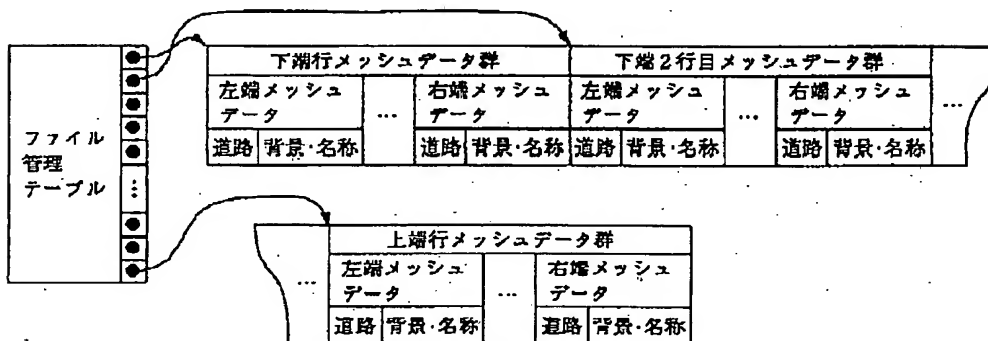 下端行メッシュデータ群 下端2行目メッシュデータ群
左端メッシュデータ … 右端メッシュデータ 左端メッシュデータ … 右端メッシュデータ …
道路 背景・名称 道路 背景・名称 道路 背景・名称 道路 背景・名称
ファイル
管理
テーブル
⋮
上端行メッシュデータ群
… 左端メッシュデータ … 右端メッシュデータ
道路 背景・名称 道路 背景・名称